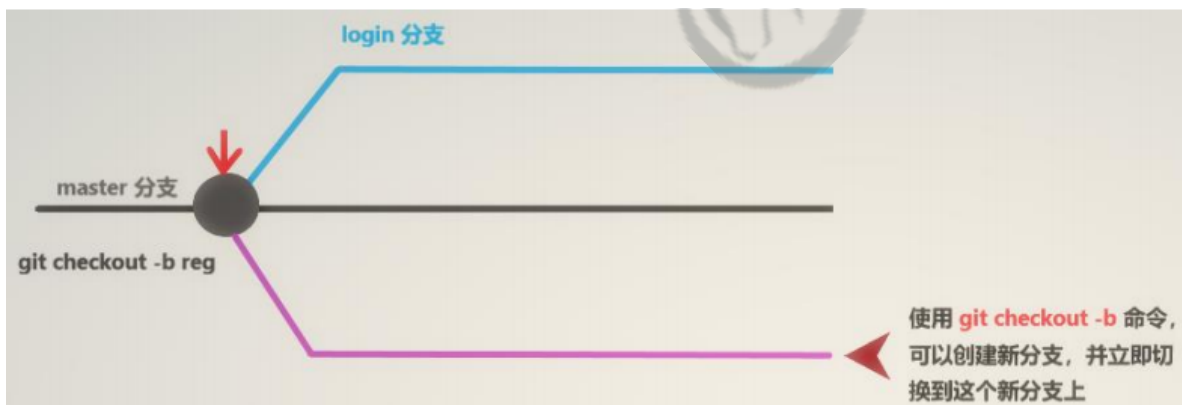 login 分支
master 分支
git checkout -b reg
使用 git checkout -b 命令，
可以创建新分支，并立即切
换到这个新分支上